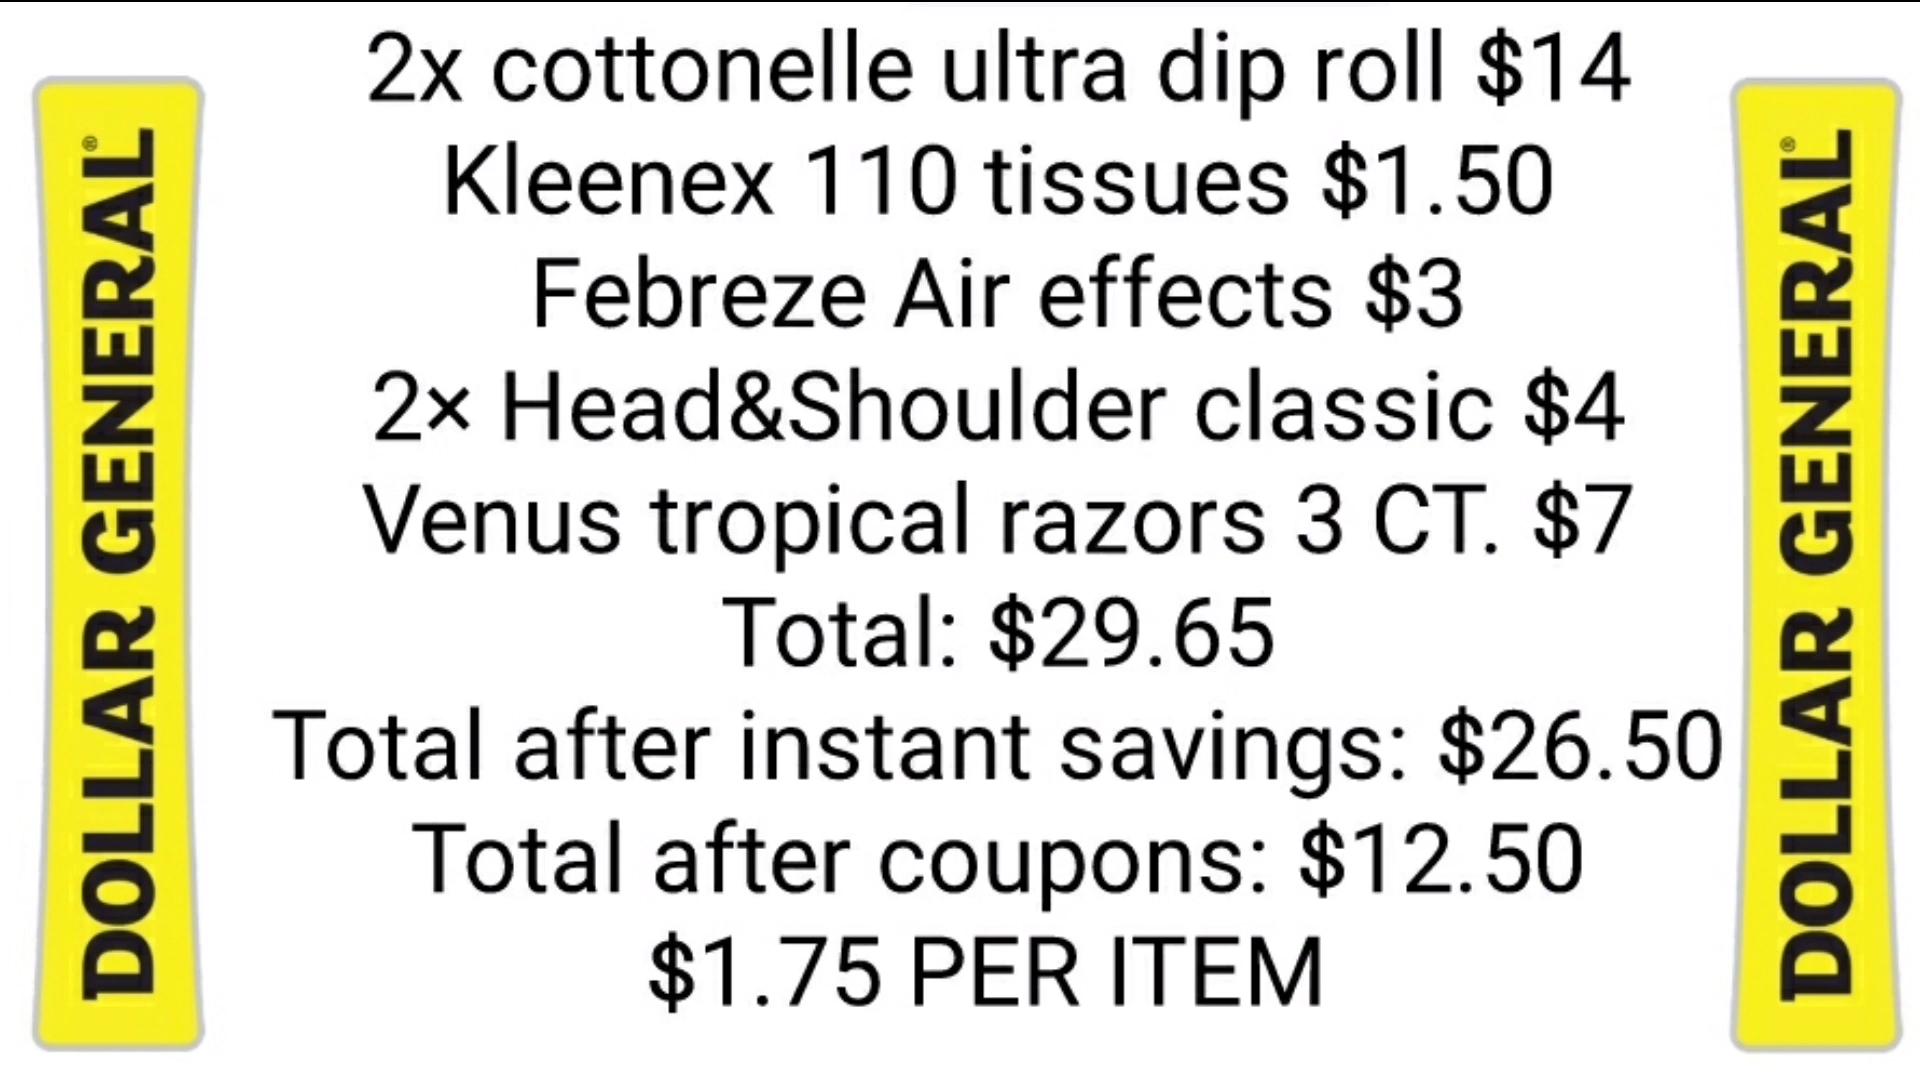 DOLLAR GENERAL®
2x cottonelle ultra dip roll $14
Kleenex 110 tissues $1.50
Febreze Air effects $3
2× Head&Shoulder classic $4
Venus tropical razors 3 CT. $7
Total: $29.65
Total after instant savings: $26.50
Total after coupons: $12.50
$1.75 PER ITEM
DOLLAR GENERAL®